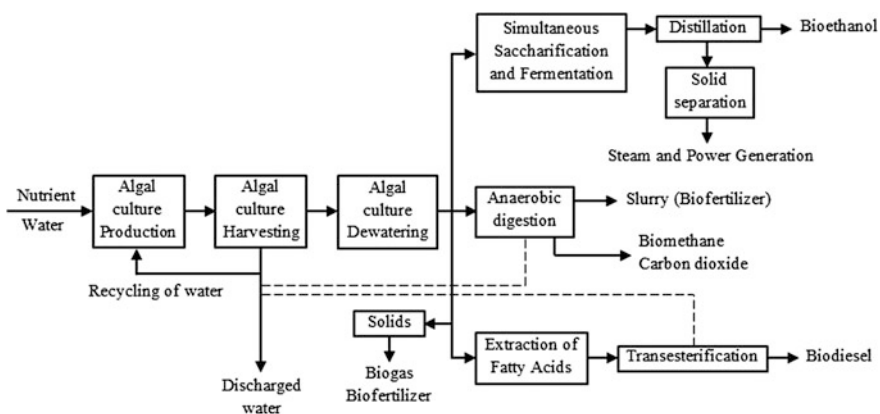 Simultaneous
Saccharification
and Fermentation
Distillation
Bioethanol
Solid
separation
Steam and Power Generation
Nutrient
Water
Algal
culture
Production
Algal
culture
Harvesting
Algal
culture
Dewatering
Anaerobic
digestion
Slurry (Biofertilizer)
Biomethane
Carbon dioxide
Recycling of water
Solids
Biogas
Biofertilizer
Extraction of
Fatty Acids
Transesterification
Biodiesel
Discharged
water